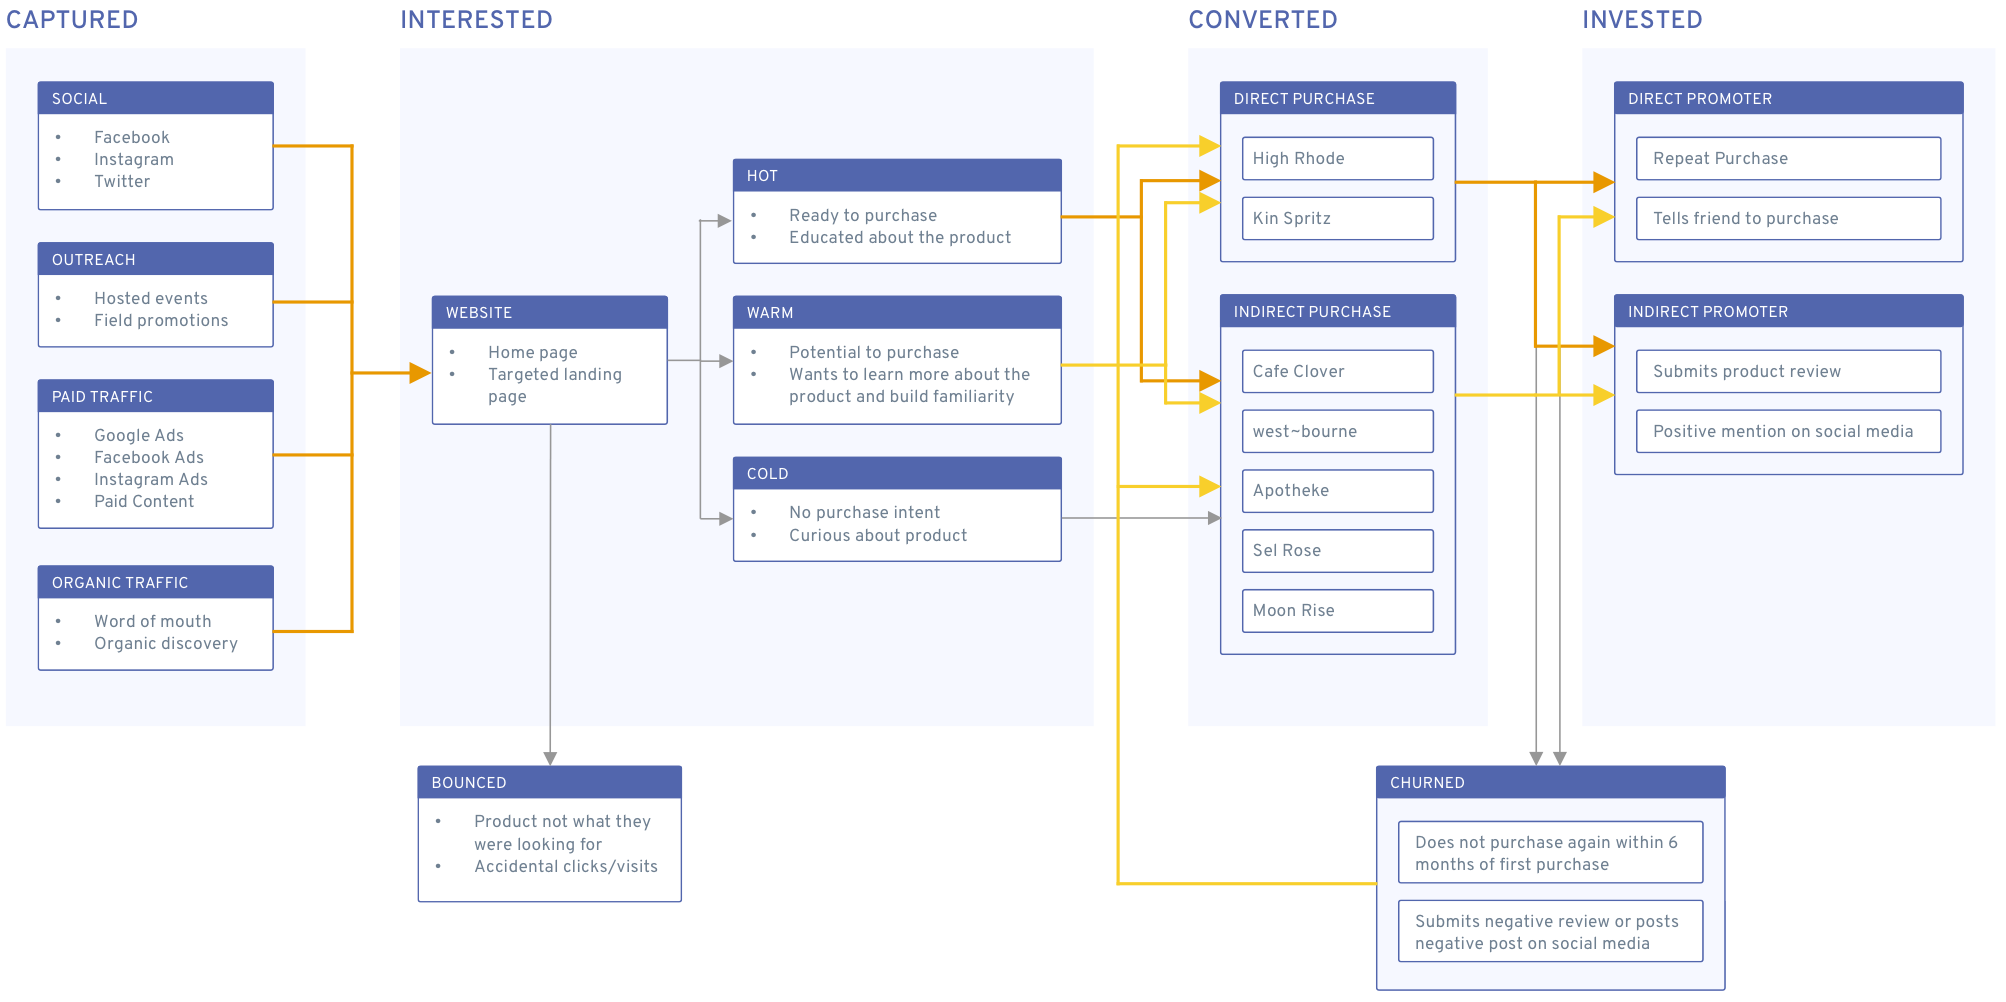 CAPTURED
SOCIAL
• Facebook
• Instagram
• Twitter
OUTREACH
• Hosted events
• Field promotions
PAID TRAFFIC
• Google Ads
• Facebook Ads
• Instagram Ads
• Paid Content
ORGANIC TRAFFIC
• Word of mouth
• Organic discovery
INTERESTED
WEBSITE
• Home page
• Targeted landing
page
HOT
• Ready to purchase
• Educated about the product
WARM
• Potential to purchase
• Wants to learn more about the
product and build familiarity
COLD
• No purchase intent
• Curious about product
BOUNCED
• Product not what they
were looking for
• Accidental clicks/visits
CONVERTED
DIRECT PURCHASE
High Rhode
Kin Spritz
INDIRECT PURCHASE
Cafe Clover
west~bourne
Apotheke
Sel Rose
Moon Rise
INVESTED
DIRECT PROMOTER
Repeat Purchase
Tells friend to purchase
INDIRECT PROMOTER
Submits product review
Positive mention on social media
CHURNED
Does not purchase again within 6
months of first purchase
Submits negative review or posts
negative post on social media